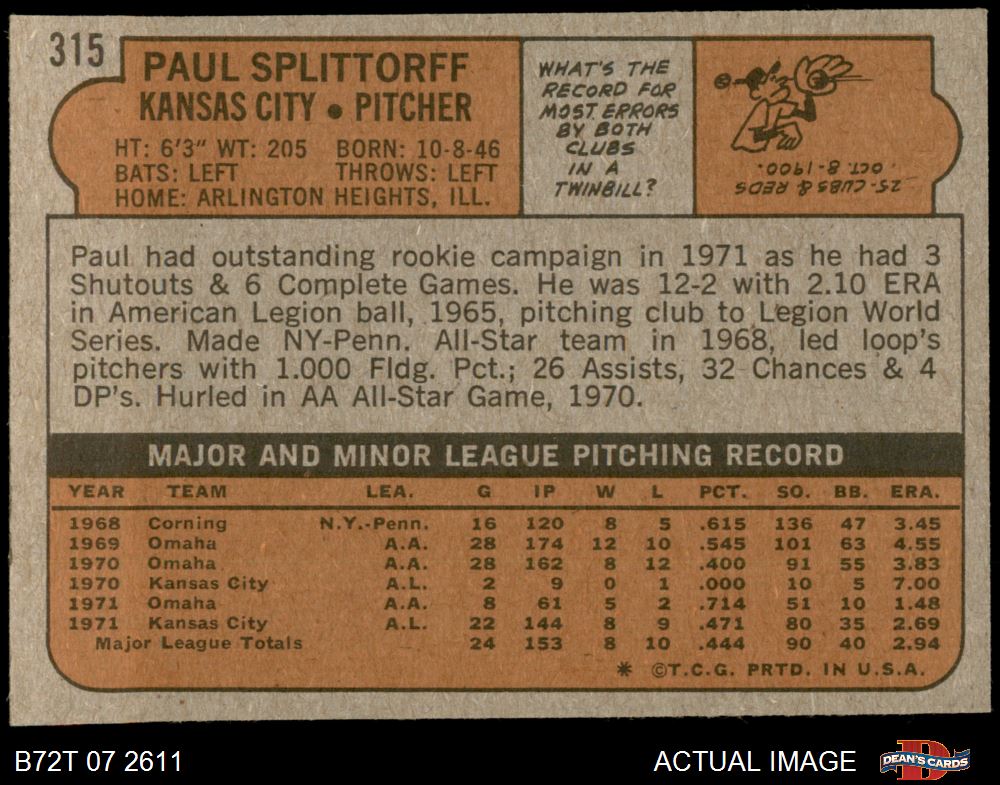 315
PAUL SPLITTORFF
KANSAS CITY • PITCHER
HT: 6'3" WT: 205 BORN: 10-8-46
BATS: LEFT THROWS: LEFT
HOME: ARLINGTON HEIGHTS, ILL.
WHAT'S THE
RECORD FOR
MOST ERRORS
BY BOTH
CLUBS
IN A
TWINBILL?
25-CUBS & REDS
OCT. 8-1900.
Paul had outstanding rookie campaign in 1971 as he had 3
Shutouts & 6 Complete Games. He was 12-2 with 2.10 ERA
in American Legion ball, 1965, pitching club to Legion World
Series. Made NY-Penn. All-Star team in 1968, led loop's
pitchers with 1.000 Fldg. Pct.; 26 Assists, 32 Chances & 4
DP's. Hurled in AA All-Star Game, 1970.
MAJOR AND MINOR LEAGUE PITCHING RECORD
YEAR TEAM LEA. G IP W L PCT. SO. BB. ERA.
1968 Corning N.Y.-Penn. 16 120 8 5 .615 136 47 3.45
1969 Omaha A.A. 28 174 12 10 .545 101 63 4.55
1970 Omaha A.A. 28 162 8 12 .400 91 55 3.83
1970 Kansas City A.L. 2 9 0 1 .000 10 5 7.00
1971 Omaha A.A. 8 61 5 2 .714 51 10 1.48
1971 Kansas City A.L. 22 144 8 9 .471 80 35 2.69
Major League Totals 24 153 8 10 .444 90 40 2.94
* ©T.C.G. PRTD. IN U.S.A.
B72T 07 2611 ACTUAL IMAGE
D
DEAN'S CARDS